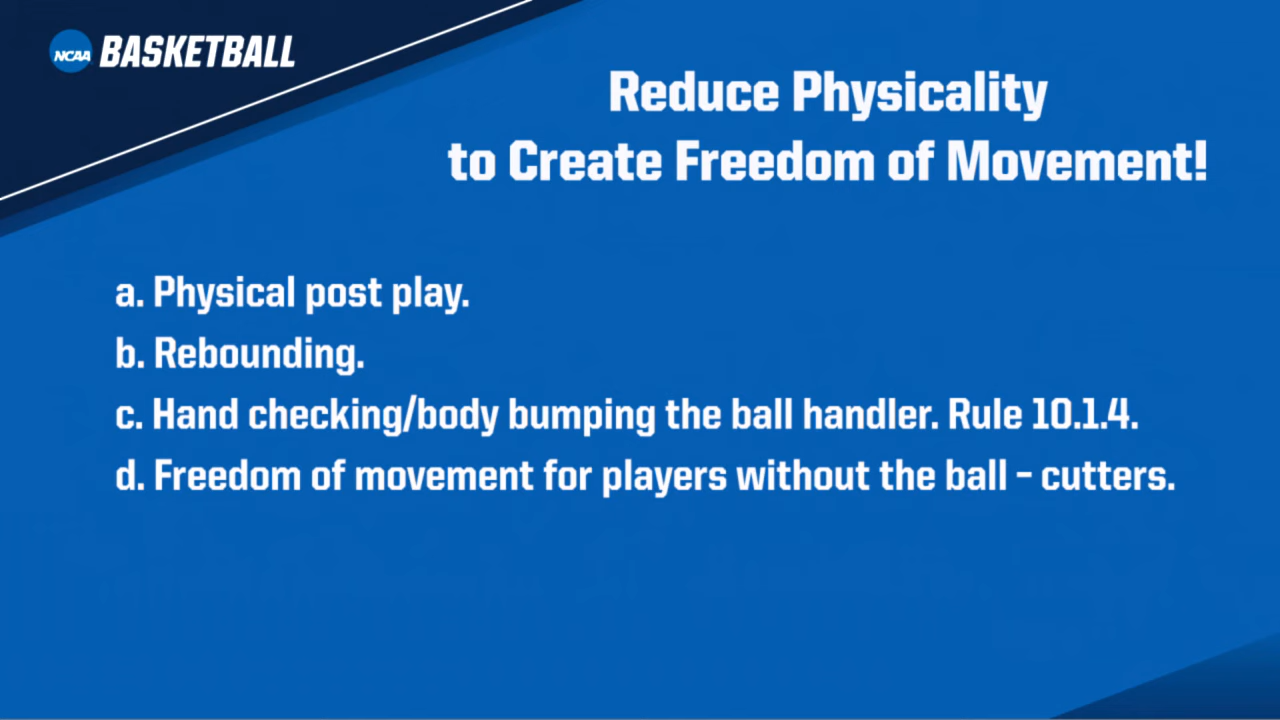 NCAA BASKETBALL
Reduce Physicality
to Create Freedom of Movement!
a. Physical post play.
b. Rebounding.
c. Hand checking/body bumping the ball handler. Rule 10.1.4.
d. Freedom of movement for players without the ball - cutters.